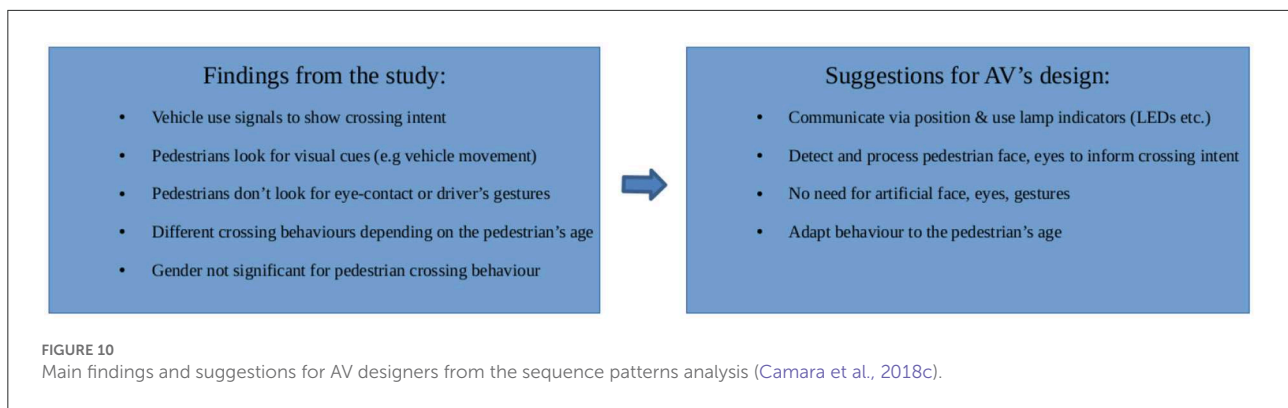 Findings from the study:
• Vehicle use signals to show crossing intent
• Pedestrians look for visual cues (e.g vehicle movement)
• Pedestrians don't look for eye-contact or driver's gestures
• Different crossing behaviours depending on the pedestrian's age
• Gender not significant for pedestrian crossing behaviour
Suggestions for AV's design:
• Communicate via position & use lamp indicators (LEDs etc.)
• Detect and process pedestrian face, eyes to inform crossing intent
• No need for artificial face, eyes, gestures
• Adapt behaviour to the pedestrian's age
FIGURE 10
Main findings and suggestions for AV designers from the sequence patterns analysis (Camara et al., 2018c).